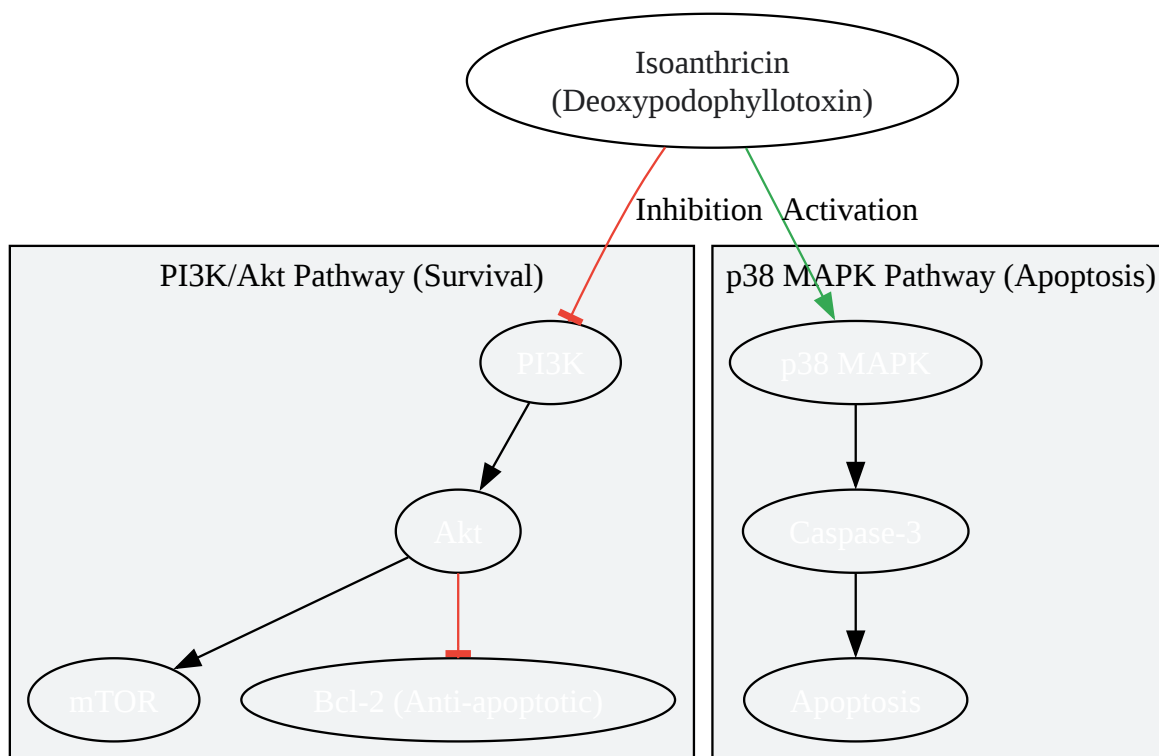 Isoanthricin
(Deoxypodophyllotoxin)
Inhibition
Activation
PI3K/Akt Pathway (Survival)
p38 MAPK Pathway (Apoptosis)
PI3K
p38 MAPK
Akt
Caspase-3
mTOR
Bcl-2 (Anti-apoptotic)
Apoptosis